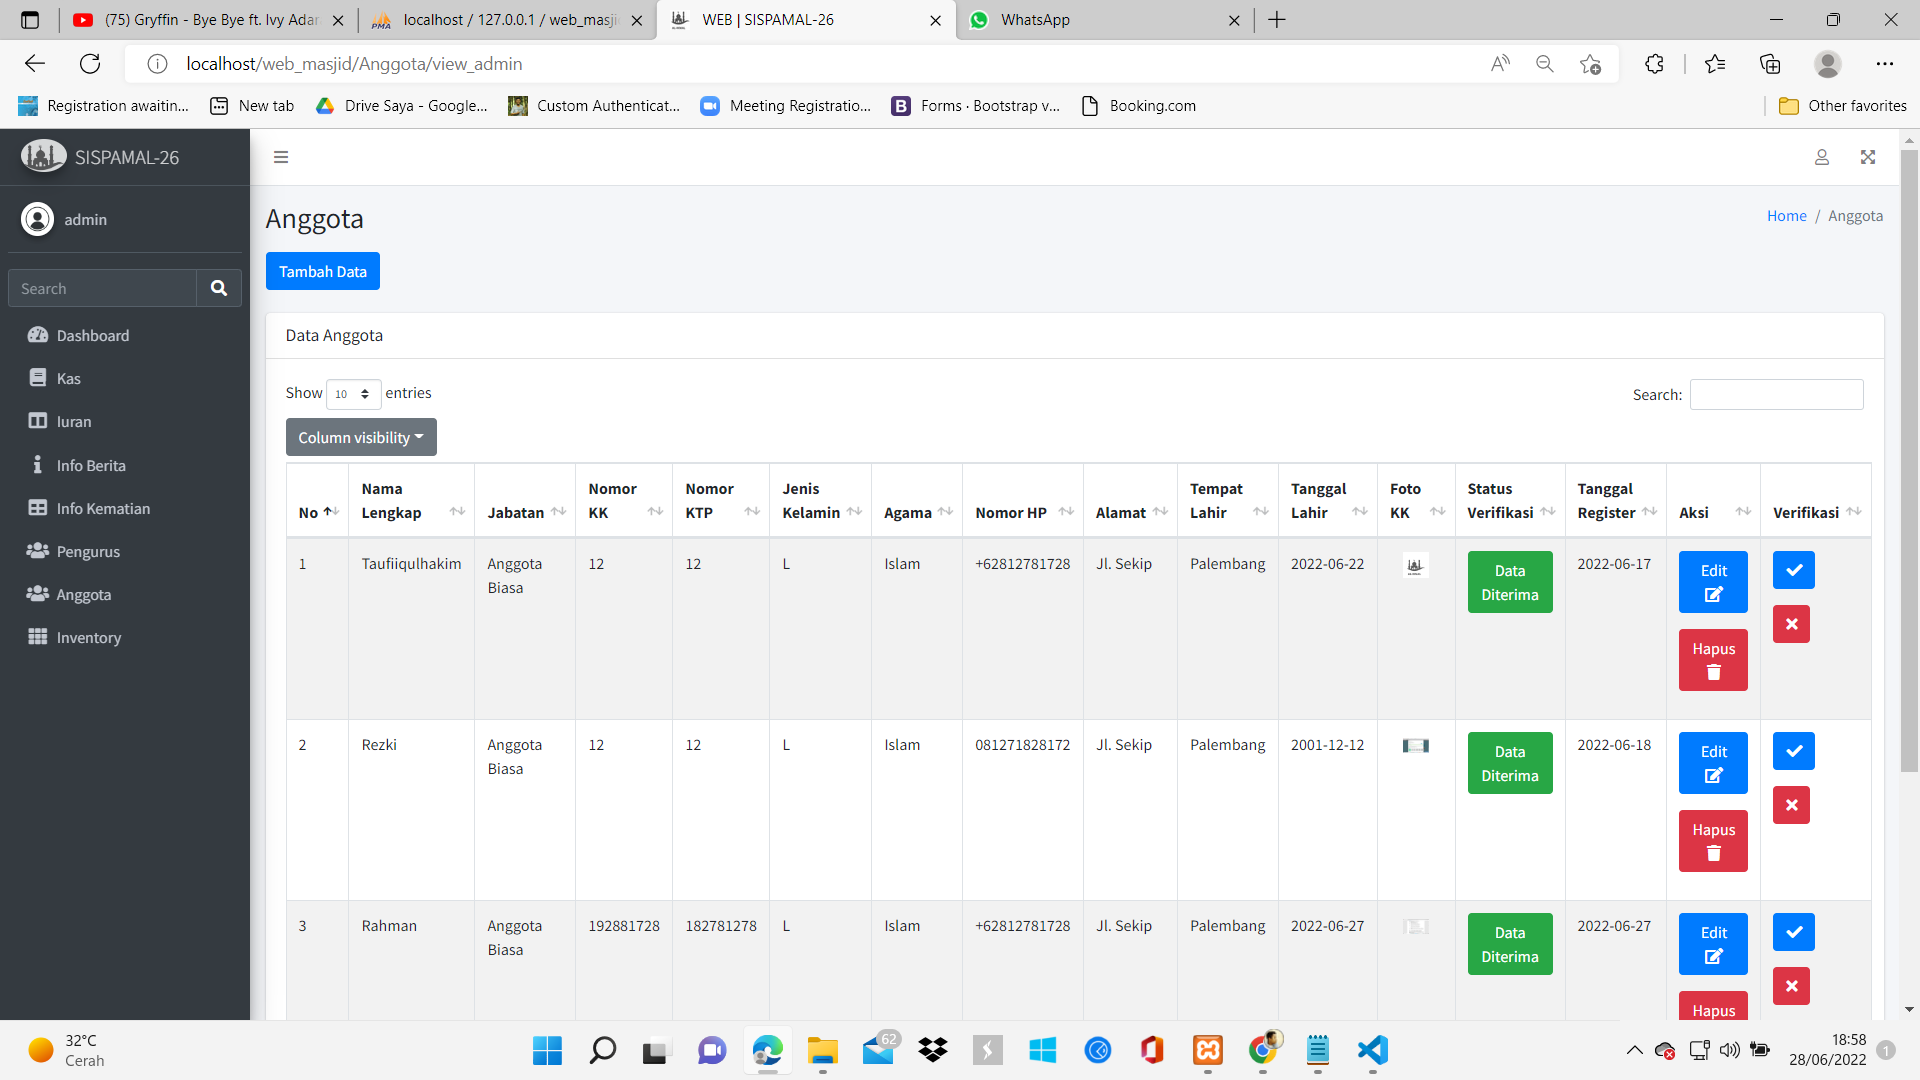 (75) Gryffin - Bye Bye ft. Ivy Adar
PMA localhost / 127.0.0.1 / web_masji
WEB | SISPAMAL-26
WhatsApp
localhost/web_masjid/Anggota/view_admin
Registration awaitin...
New tab
Drive Saya - Google...
Custom Authenticat...
Meeting Registratio...
B Forms · Bootstrap v...
Booking.com
Other favorites
SISPAMAL-26
admin
Search
Dashboard
Kas
Iuran
Info Berita
Info Kematian
Pengurus
Anggota
Inventory
Anggota
Home / Anggota
Tambah Data
Data Anggota
Show 10 entries
Search:
Column visibility
No
Nama
Lengkap
Jabatan
Nomor
KK
Nomor
KTP
Jenis
Kelamin
Agama
Nomor HP
Alamat
Tempat
Lahir
Tanggal
Lahir
Foto
KK
Status
Verifikasi
Tanggal
Register
Aksi
Verifikasi
1
Taufiiqulhakim
Anggota
Biasa
12
12
L
Islam
+62812781728
Jl. Sekip
Palembang
2022-06-22
Data
Diterima
2022-06-17
Edit
Hapus
2
Rezki
Anggota
Biasa
12
12
L
Islam
081271828172
Jl. Sekip
Palembang
2001-12-12
Data
Diterima
2022-06-18
Edit
Hapus
3
Rahman
Anggota
Biasa
192881728
182781278
L
Islam
+62812781728
Jl. Sekip
Palembang
2022-06-27
Data
Diterima
2022-06-27
Edit
Hapus
32°C
Cerah
62
18:58
28/06/2022
1